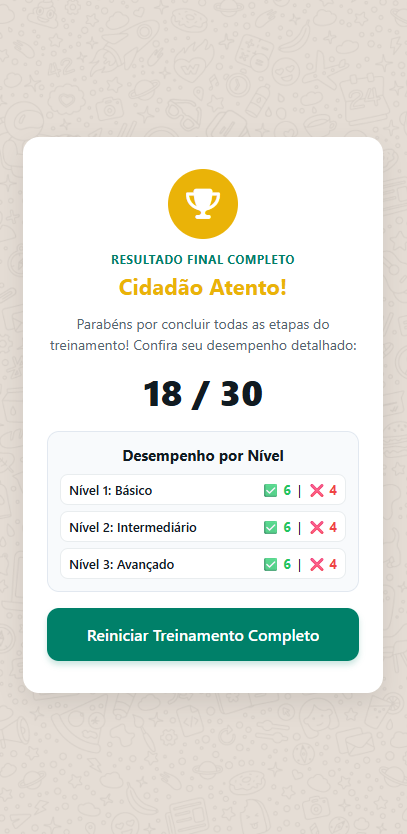 RESULTADO FINAL COMPLETO
Cidadão Atento!
Parabéns por concluir todas as etapas do
treinamento! Confira seu desempenho detalhado:
18 / 30
Desempenho por Nível
Nível 1: Básico ✅ 6 | ❌ 4
Nível 2: Intermediário ✅ 6 | ❌ 4
Nível 3: Avançado ✅ 6 | ❌ 4
Reiniciar Treinamento Completo